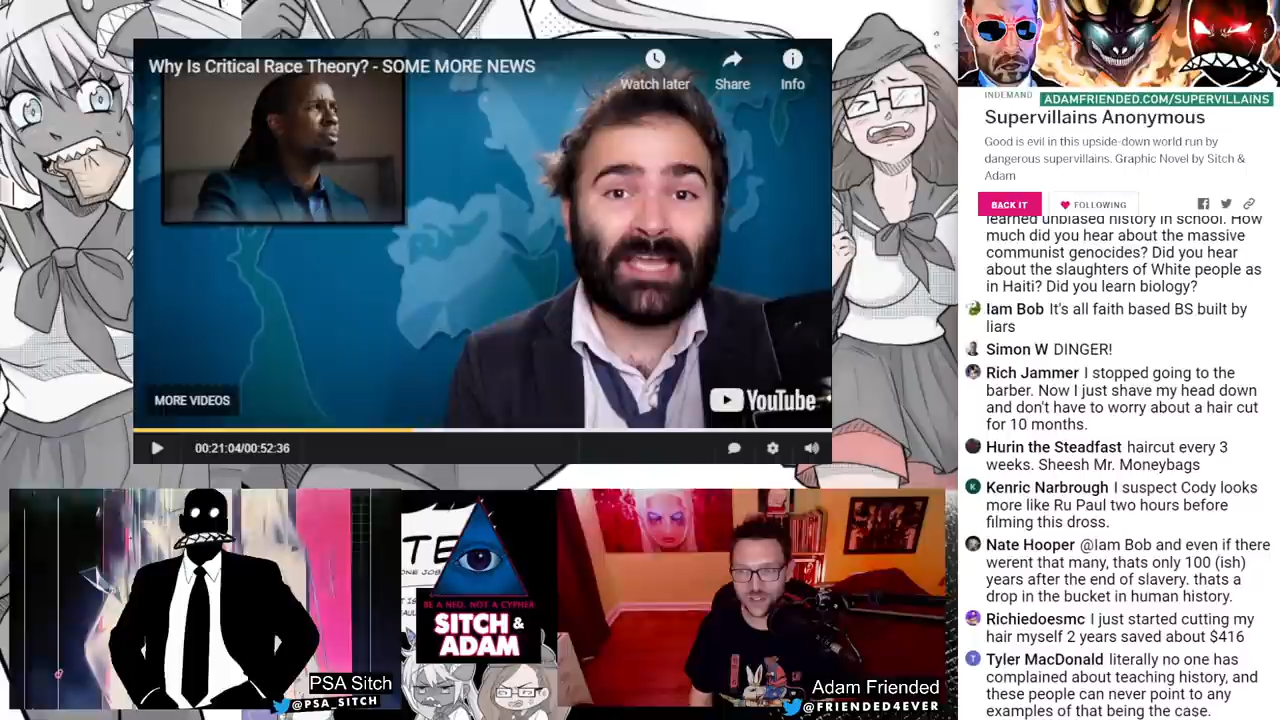 Why Is Critical Race Theory? - SOME MORE NEWS
Watch later
Share
Info
MORE VIDEOS
YouTube
00:21:04/00:52:36
INDEMAND
ADAMFRIENDED.COM/SUPERVILLAINS
Supervillains Anonymous
Good is evil in this upside-down world run by
dangerous supervillains. Graphic Novel by Sitch &
Adam
BACK IT
FOLLOWING
learned unbiased history in school. How
much did you hear about the massive
communist genocides? Did you hear
about the slaughters of White people as
in Haiti? Did you learn biology?
Iam Bob It's all faith based BS built by
liars
Simon W DINGER!
Rich Jammer I stopped going to the
barber. Now I just shave my head down
and don't have to worry about a hair cut
for 10 months.
Hurin the Steadfast haircut every 3
weeks. Sheesh Mr. Moneybags
Kenric Narbrough I suspect Cody looks
more like Ru Paul two hours before
filming this dross.
Nate Hooper @Iam Bob and even if there
werent that many, thats only 100 (ish)
years after the end of slavery. thats a
drop in the bucket in human history.
Richiedoesmc I just started cutting my
hair myself 2 years saved about $416
Tyler MacDonald literally no one has
complained about teaching history, and
these people can never point to any
examples of that being the case.
BE A NEO, NOT A CYPHER
SITCH &
ADAM
PSA Sitch
@PSA_SITCH
Adam Friended
@FRIENDED4EVER